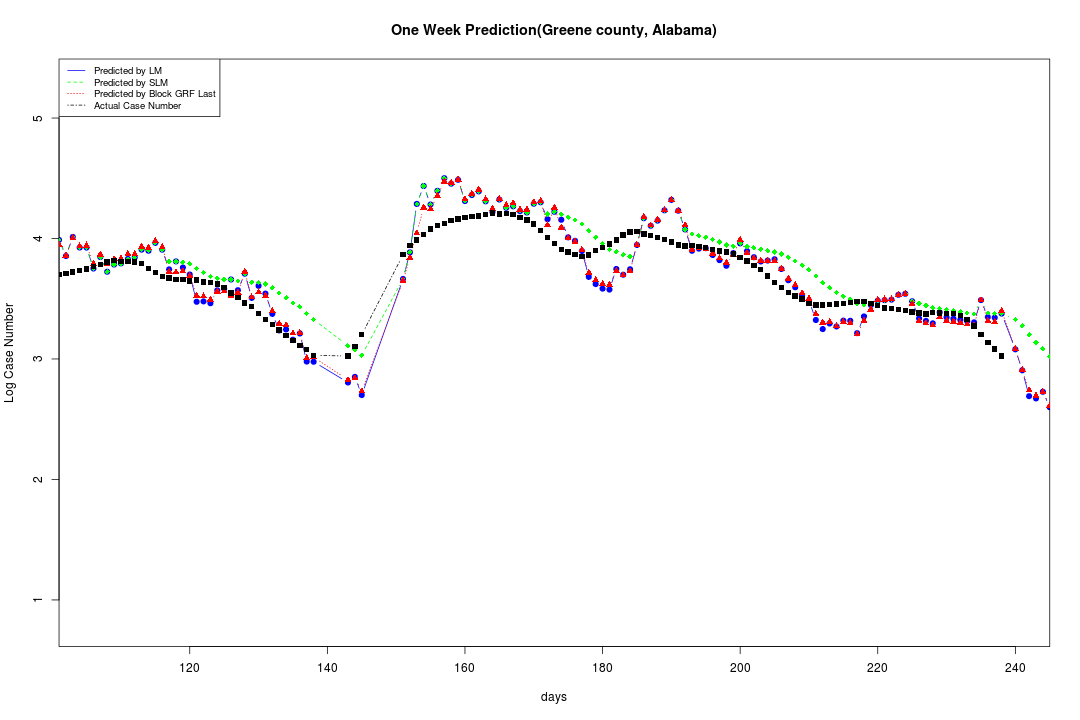 One Week Prediction(Greene county, Alabama)
Predicted by LM
Predicted by SLM
Predicted by Block GRF Last
Actual Case Number
5
4
3
2
1
Log Case Number
120 140 160 180 200 220 240
days